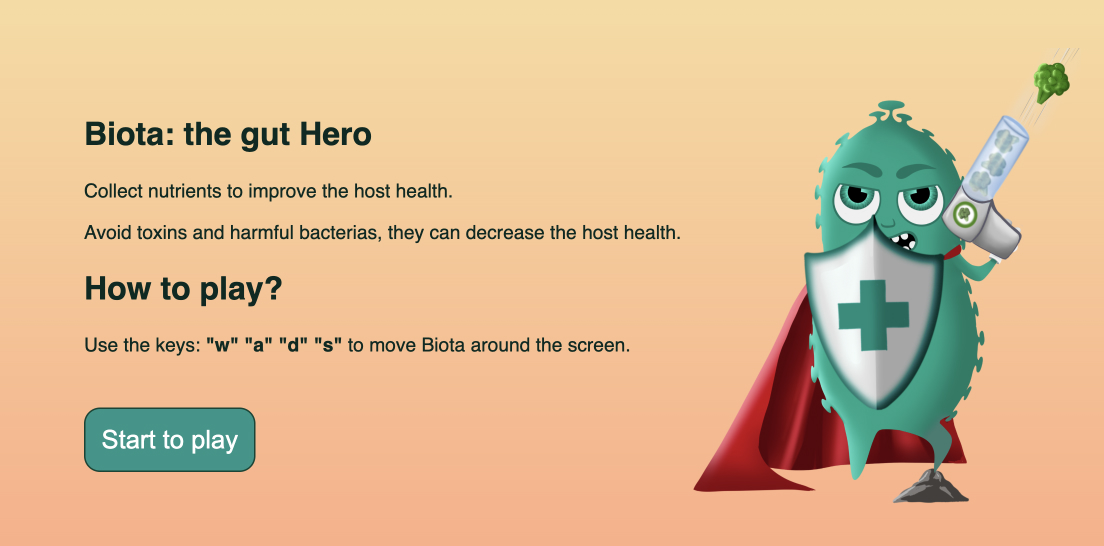 Biota: the gut Hero
Collect nutrients to improve the host health.
Avoid toxins and harmful bacterias, they can decrease the host health.
How to play?
Use the keys: "w" "a" "d" "s" to move Biota around the screen.
Start to play